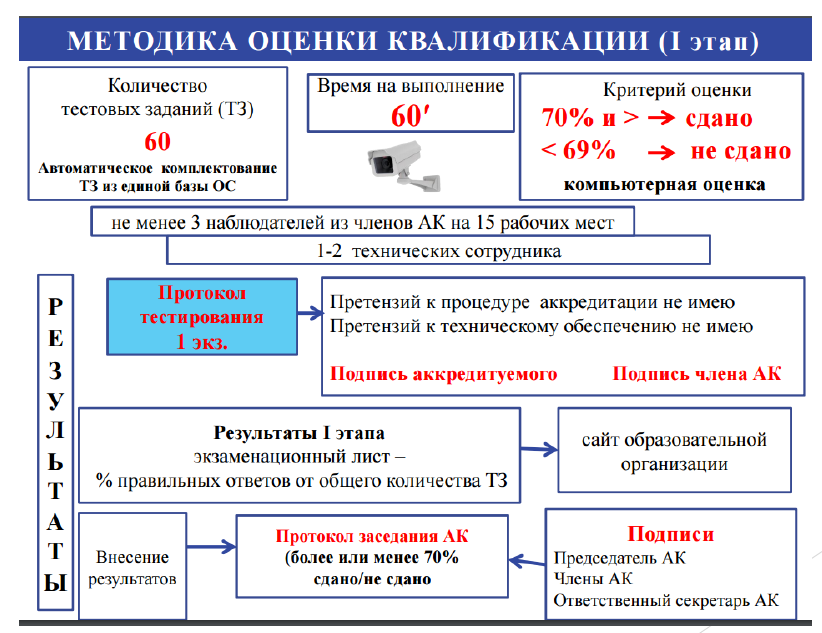 МЕТОДИКА ОЦЕНКИ КВАЛИФИКАЦИИ (I этап)
Количество
тестовых заданий (ТЗ)
60
Автоматическое комплектование
ТЗ из единой базы ОС
Время на выполнение
60′
Критерий оценки
70% и > → сдано
< 69% → не сдано
компьютерная оценка
не менее 3 наблюдателей из членов АК на 15 рабочих мест
1-2 технических сотрудника
РЕЗУЛЬТАТЫ
Протокол
тестирования
1 экз.
Претензий к процедуре аккредитации не имею
Претензий к техническому обеспечению не имею
Подпись аккредитуемого Подпись члена АК
Результаты I этапа
экзаменационный лист –
% правильных ответов от общего количества ТЗ
сайт образовательной
организации
Внесение
результатов
Протокол заседания АК
(более или менее 70%
сдано/не сдано
Подписи
Председатель АК
Члены АК
Ответственный секретарь АК